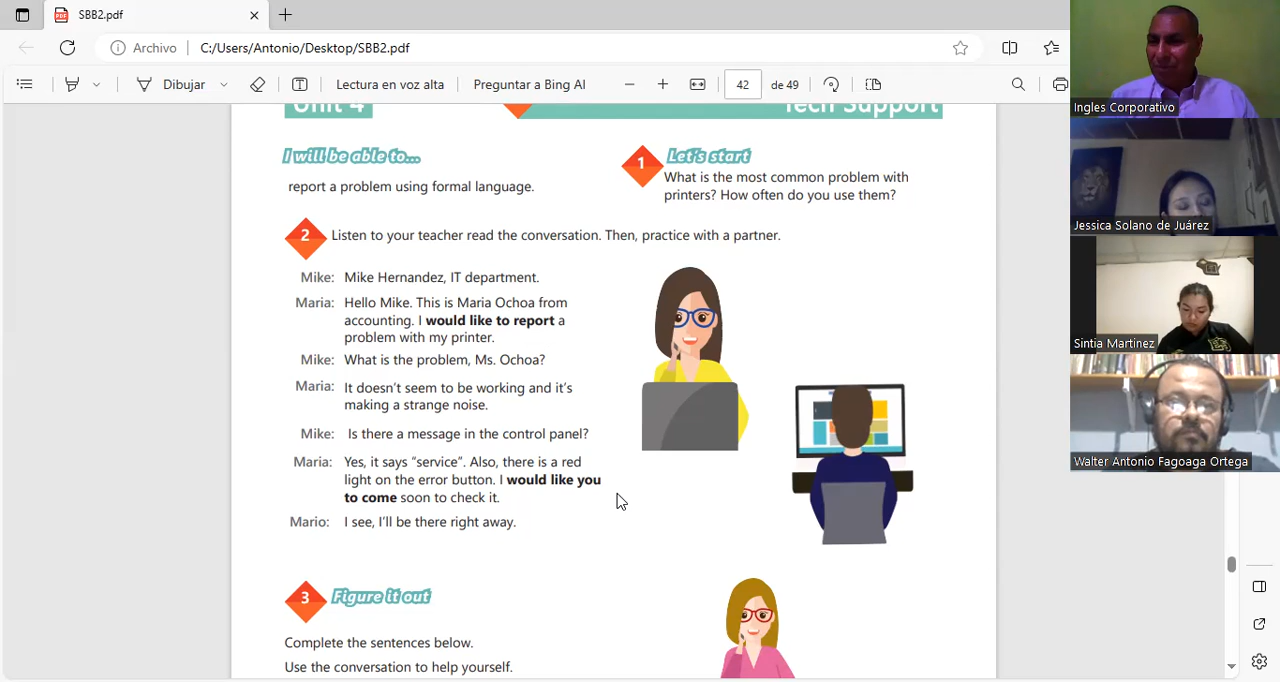 SBB2.pdf
Archivo
C:/Users/Antonio/Desktop/SBB2.pdf
Dibujar
Lectura en voz alta
Preguntar a Bing AI
42
de 49
Unit 4
Tech Support
I will be able to...
report a problem using formal language.
1
Let's start
What is the most common problem with
printers? How often do you use them?
2
Listen to your teacher read the conversation. Then, practice with a partner.
Mike: Mike Hernandez, IT department.
Maria: Hello Mike. This is Maria Ochoa from
accounting. I would like to report a
problem with my printer.
Mike: What is the problem, Ms. Ochoa?
Maria: It doesn't seem to be working and it's
making a strange noise.
Mike: Is there a message in the control panel?
Maria: Yes, it says "service". Also, there is a red
light on the error button. I would like you
to come soon to check it.
Mario: I see, I'll be there right away.
3
Figure it out
Complete the sentences below.
Use the conversation to help yourself.
Ingles Corporativo
Jessica Solano de Juárez
Sintia Martinez
Walter Antonio Fagoaga Ortega